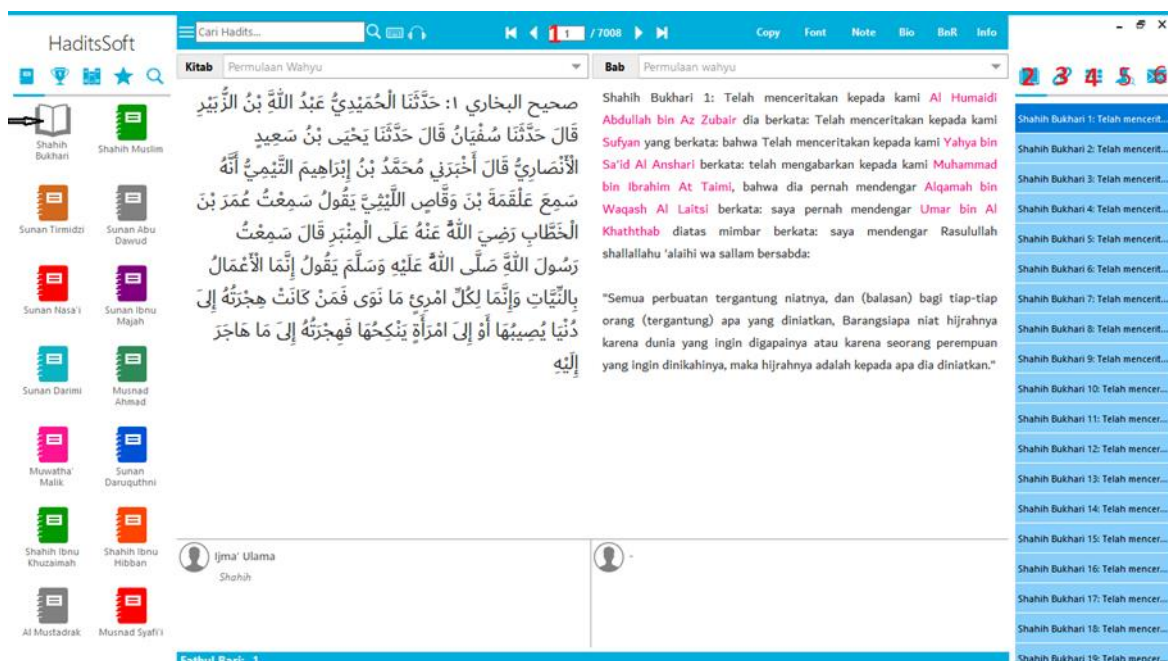 HaditsSoft
Cari Hadits...
1
1
/ 7008
Copy
Font
Note
Bio
BnR
Info
2 3 4 5 6
Kitab
Permulaan Wahyu
Bab
Permulaan wahyu
Shahih
Bukhari
Shahih Muslim
Sunan Tirmidzi
Sunan Abu
Dawud
Sunan Nasa'i
Sunan Ibnu
Majah
Sunan Darimi
Musnad
Ahmad
Muwatha'
Malik
Sunan
Daruquthni
Shahih Ibnu
Khuzaimah
Shahih Ibnu
Hibban
Al Mustadrak
Musnad Syafi'i
صحيح البخاري ١: حَدَّثَنَا الْحُمَيْدِيُّ عَبْدُ اللَّهِ بْنُ الزُّبَيْرِ
قَالَ حَدَّثَنَا سُفْيَانُ قَالَ حَدَّثَنَا يَحْيَى بْنُ سَعِيدٍ
الْأَنْصَارِيُّ قَالَ أَخْبَرَنِي مُحَمَّدُ بْنُ إِبْرَاهِيمَ التَّيْمِيُّ أَنَّهُ
سَمِعَ عَلْقَمَةَ بْنَ وَقَّاصٍ اللَّيْثِيَّ يَقُولُ سَمِعْتُ عُمَرَ بْنَ
الْخَطَّابِ رَضِيَ اللَّهُ عَنْهُ عَلَى الْمِنْبَرِ قَالَ سَمِعْتُ
رَسُولَ اللَّهِ صَلَّى اللَّهُ عَلَيْهِ وَسَلَّمَ يَقُولُ إِنَّمَا الْأَعْمَالُ
بِالنِّيَّاتِ وَإِنَّمَا لِكُلِّ امْرِئٍ مَا نَوَى فَمَنْ كَانَتْ هِجْرَتُهُ إِلَى
دُنْيَا يُصِيبُهَا أَوْ إِلَى امْرَأَةٍ يَنْكِحُهَا فَهِجْرَتُهُ إِلَى مَا هَاجَرَ
إِلَيْهِ
Shahih Bukhari 1: Telah menceritakan kepada kami Al Humaidi
Abdullah bin Az Zubair dia berkata: Telah menceritakan kepada kami
Sufyan yang berkata: bahwa Telah menceritakan kepada kami Yahya bin
Sa'id Al Anshari berkata: telah mengabarkan kepada kami Muhammad
bin Ibrahim At Taimi, bahwa dia pernah mendengar Alqamah bin
Waqash Al Laitsi berkata: saya pernah mendengar Umar bin Al
Khaththab diatas mimbar berkata: saya mendengar Rasulullah
shallallahu 'alaihi wa sallam bersabda:
"Semua perbuatan tergantung niatnya, dan (balasan) bagi tiap-tiap
orang (tergantung) apa yang diniatkan, Barangsiapa niat hijrahnya
karena dunia yang ingin digapainya atau karena seorang perempuan
yang ingin dinikahinya, maka hijrahnya adalah kepada apa dia diniatkan."
Ijma' Ulama
Shahih
-
Fathul Bari: 1
Shahih Bukhari 1: Telah mencerit...
Shahih Bukhari 2: Telah mencerit...
Shahih Bukhari 3: Telah mencerit...
Shahih Bukhari 4: Telah mencerit...
Shahih Bukhari 5: Telah mencerit...
Shahih Bukhari 6: Telah mencerit...
Shahih Bukhari 7: Telah mencerit...
Shahih Bukhari 8: Telah mencerit...
Shahih Bukhari 9: Telah mencerit...
Shahih Bukhari 10: Telah mencer...
Shahih Bukhari 11: Telah mencer...
Shahih Bukhari 12: Telah mencer...
Shahih Bukhari 13: Telah mencer...
Shahih Bukhari 14: Telah mencer...
Shahih Bukhari 15: Telah mencer...
Shahih Bukhari 16: Telah mencer...
Shahih Bukhari 17: Telah mencer...
Shahih Bukhari 18: Telah mencer...
Shahih Bukhari 19: Telah mencer...